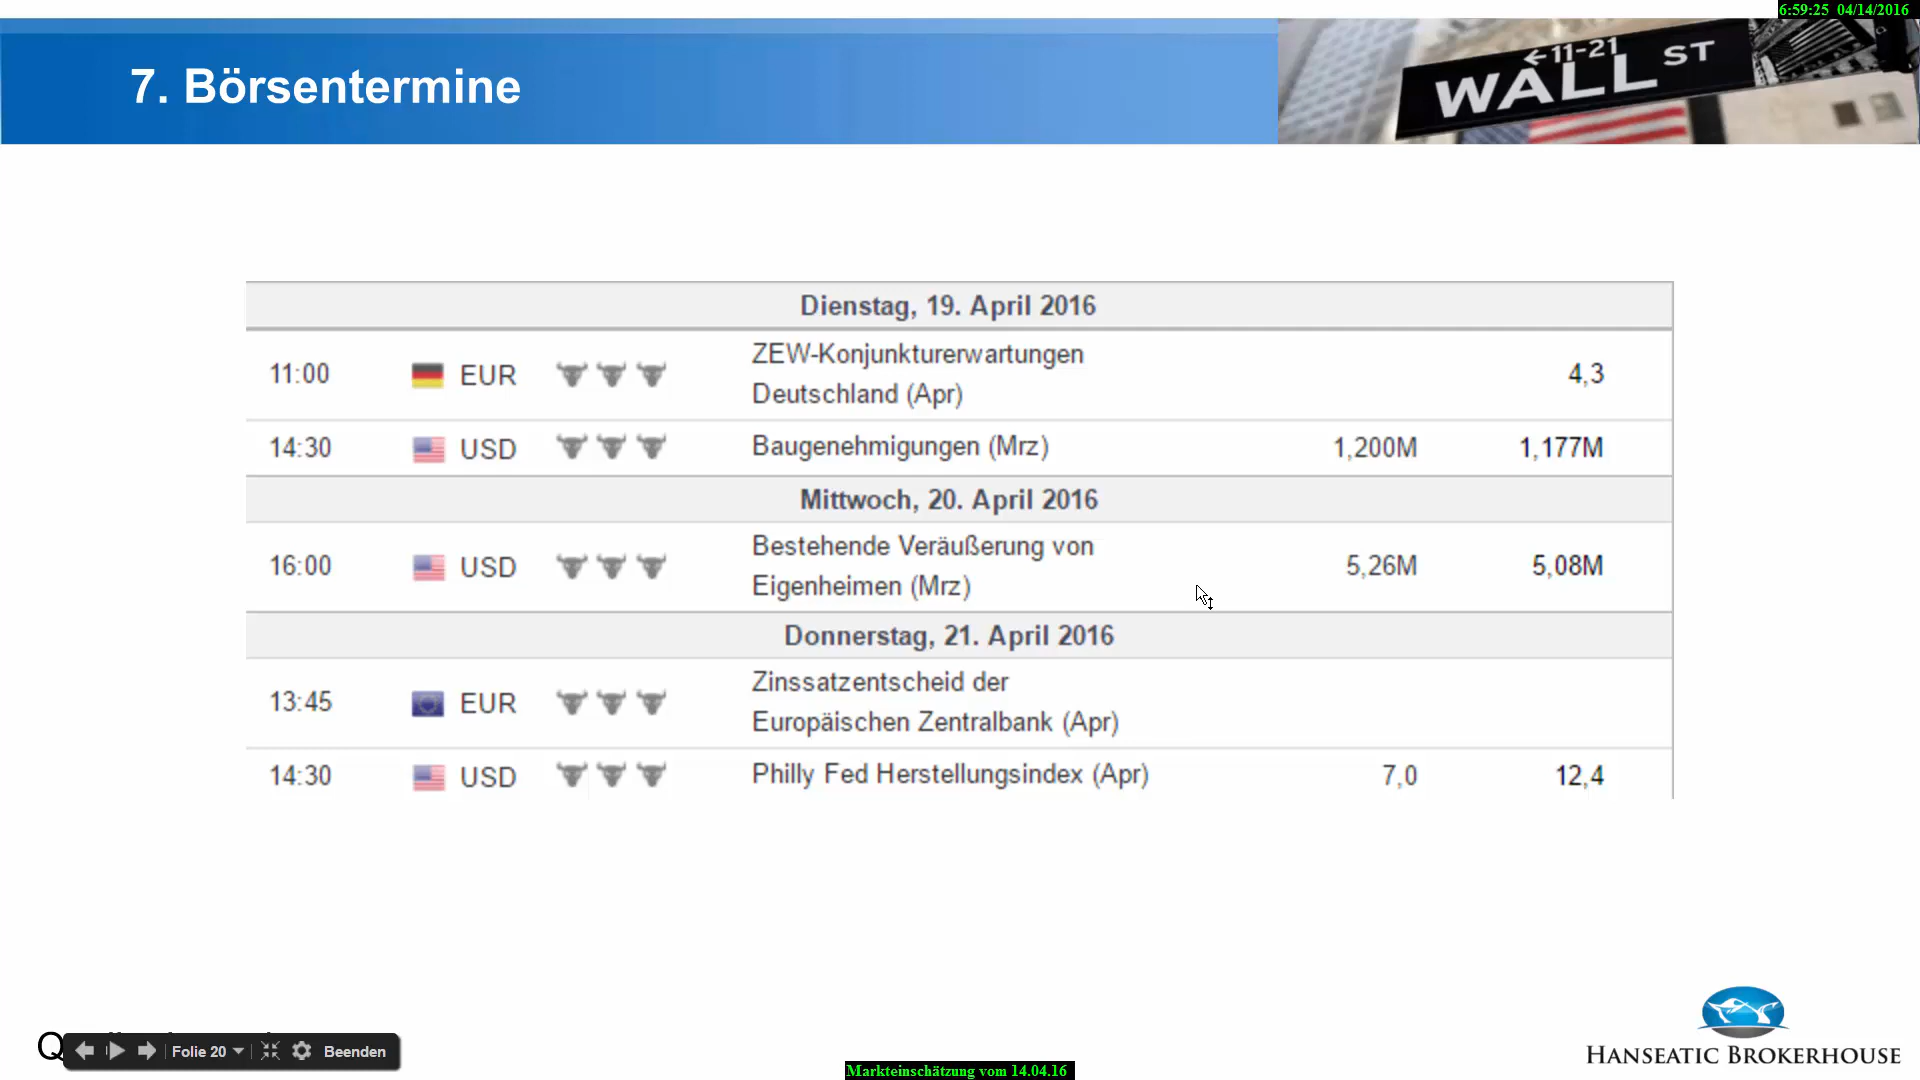 6:59:25 04/14/2016
7. Börsentermine
←11-21
WALL ST
Dienstag, 19. April 2016
11:00 EUR ZEW-Konjunkturerwartungen 4,3
Deutschland (Apr)
14:30 USD Baugenehmigungen (Mrz) 1,200M 1,177M
Mittwoch, 20. April 2016
16:00 USD Bestehende Veräußerung von 5,26M 5,08M
Eigenheimen (Mrz)
Donnerstag, 21. April 2016
13:45 EUR Zinssatzentscheid der
Europäischen Zentralbank (Apr)
14:30 USD Philly Fed Herstellungsindex (Apr) 7,0 12,4
Folie 20 Beenden
HANSEATIC BROKERHOUSE
Markteinschätzung vom 14.04.16